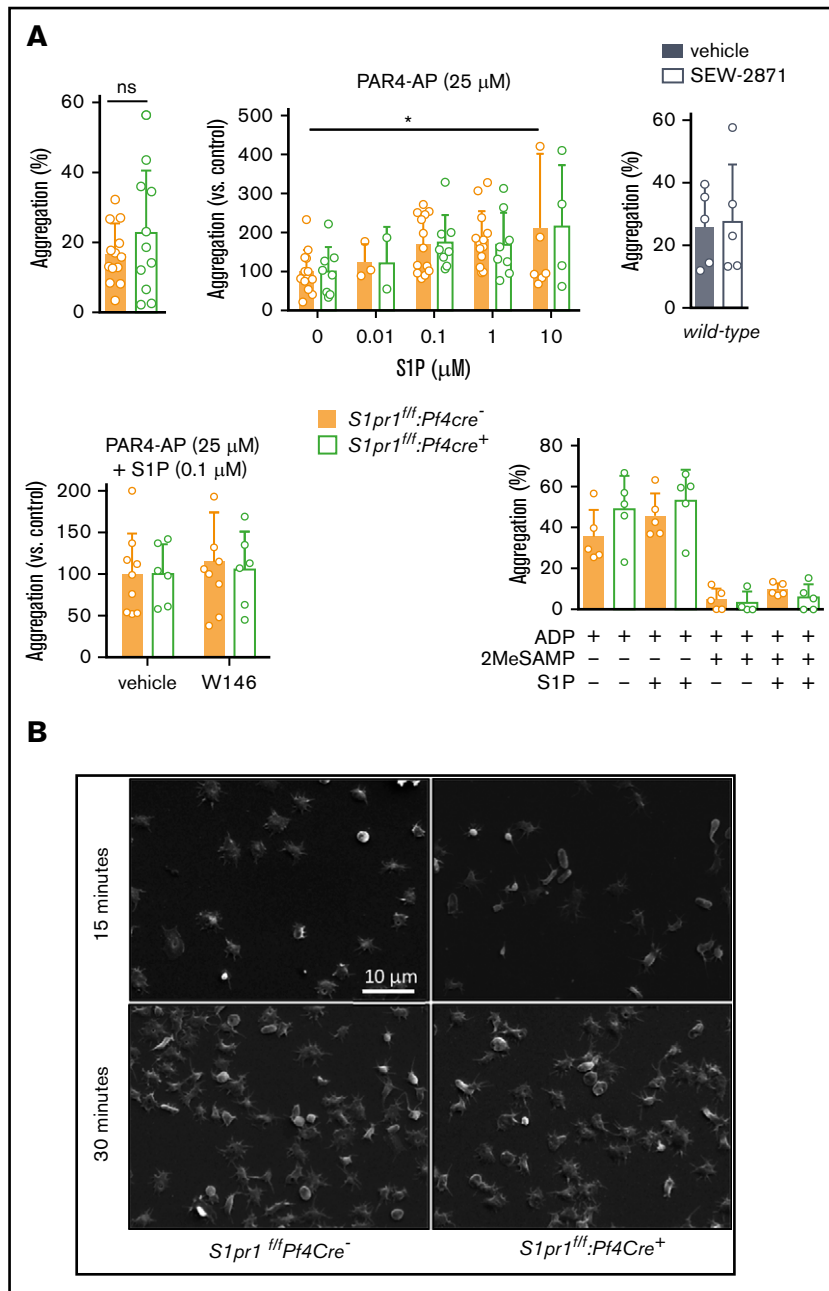 A
vehicle
SEW-2871
ns
PAR4-AP (25 μM)
*
60
40
20
0
Aggregation (%)
500
400
300
200
100
0
Aggregation (vs. control)
0 0.01 0.1 1 10
S1P (μM)
60
40
20
0
Aggregation (%)
wild-type
S1pr1f/f:Pf4cre-
S1pr1f/f:Pf4cre+
PAR4-AP (25 μM)
+ S1P (0.1 μM)
200
150
100
50
0
Aggregation (vs. control)
vehicle W146
80
60
40
20
0
Aggregation (%)
ADP + + + + + + + +
2MeSAMP – – – – + + + +
S1P – – + + – – + +
B
15 minutes
10 μm
30 minutes
S1pr1 f/fPf4Cre-
S1pr1f/f:Pf4Cre+